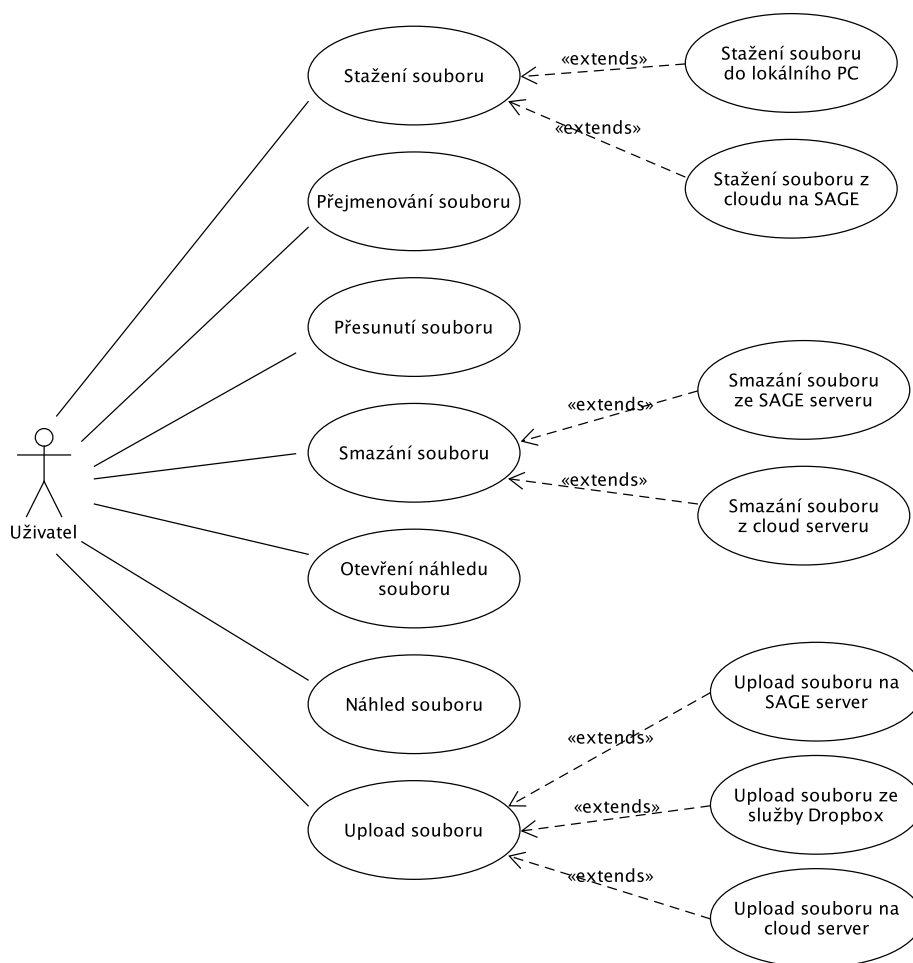 Stažení souboru
«extends»
Stažení souboru
do lokálního PC
«extends»
Stažení souboru z
cloudu na SAGE
Přejmenování souboru
Přesunutí souboru
Smazání souboru
ze SAGE serveru
«extends»
Smazání souboru
«extends»
Smazání souboru
z cloud serveru
Uživatel
Otevření náhledu
souboru
Náhled souboru
Upload souboru na
SAGE server
«extends»
Upload souboru
«extends»
Upload souboru ze
služby Dropbox
«extends»
Upload souboru na
cloud server